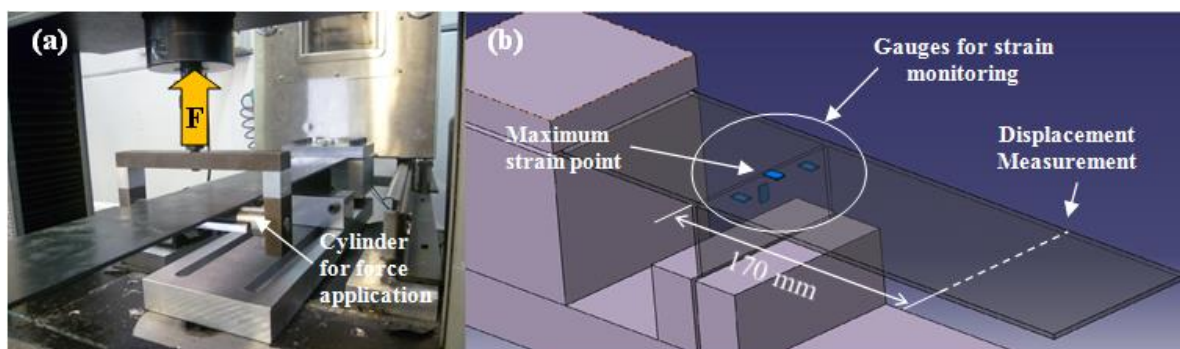 (a)
F
Cylinder
for force
application
(b)
Gauges for strain
monitoring
Maximum
strain point
Displacement
Measurement
170 mm